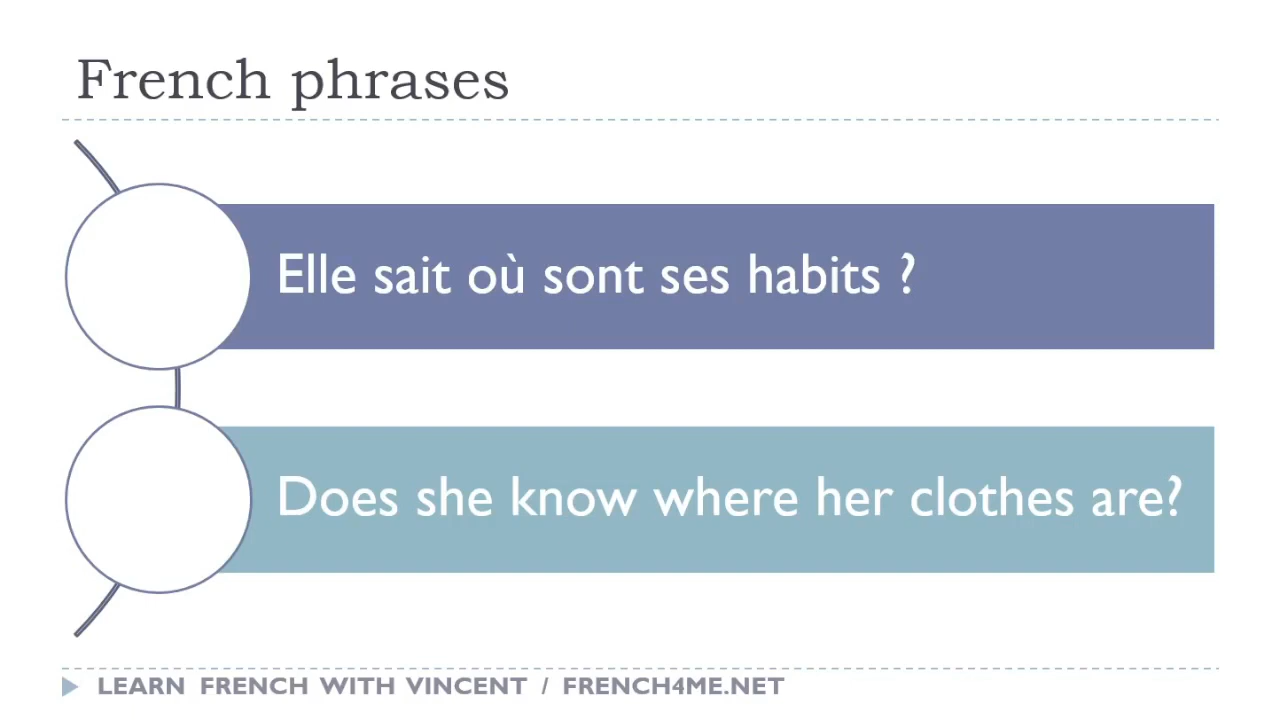 French phrases
Elle sait où sont ses habits ?
Does she know where her clothes are?
LEARN FRENCH WITH VINCENT / FRENCH4ME.NET